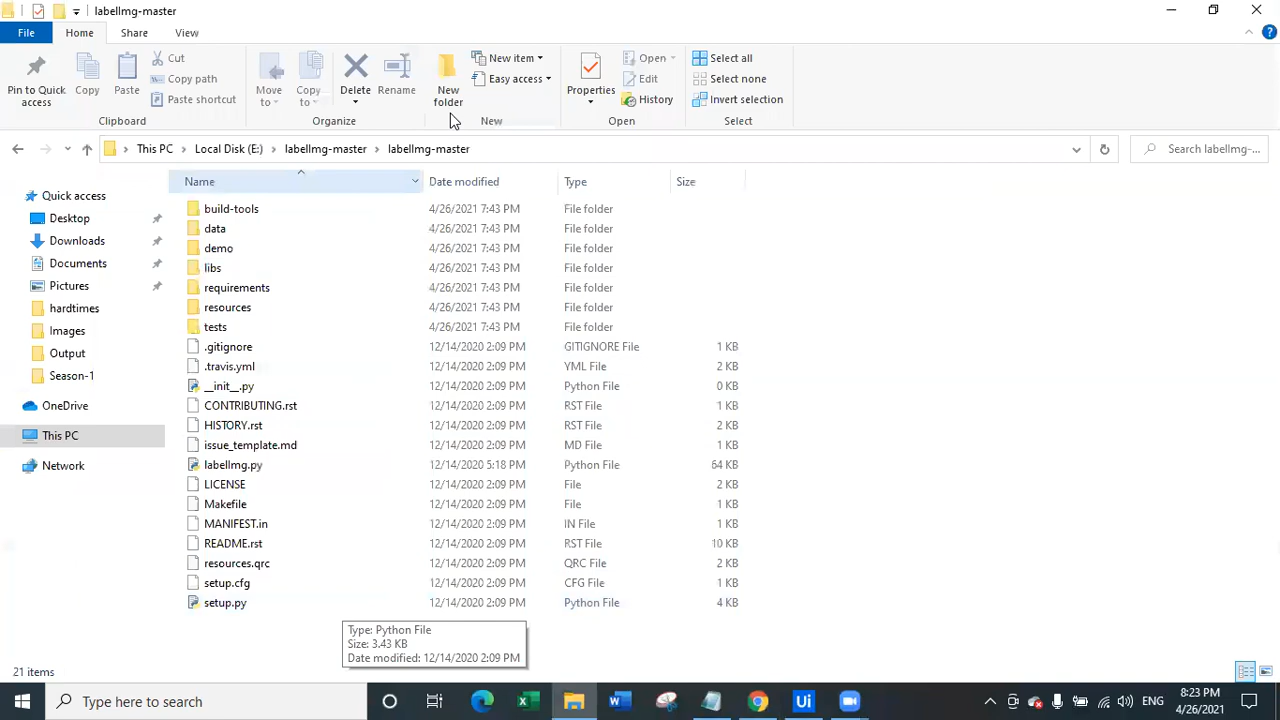 labelImg-master
File Home Share View
Pin to Quick access
Copy
Paste
Cut
Copy path
Paste shortcut
Clipboard
Move to
Copy to
Delete
Rename
Organize
New folder
New item
Easy access
New
Properties
Open
Edit
History
Open
Select all
Select none
Invert selection
Select
This PC Local Disk (E:) labelImg-master labelImg-master
Search labelImg-...
Name Date modified Type Size
Quick access
Desktop
Downloads
Documents
Pictures
hardtimes
Images
Output
Season-1
OneDrive
This PC
Network
build-tools 4/26/2021 7:43 PM File folder
data 4/26/2021 7:43 PM File folder
demo 4/26/2021 7:43 PM File folder
libs 4/26/2021 7:43 PM File folder
requirements 4/26/2021 7:43 PM File folder
resources 4/26/2021 7:43 PM File folder
tests 4/26/2021 7:43 PM File folder
.gitignore 12/14/2020 2:09 PM GITIGNORE File 1 KB
.travis.yml 12/14/2020 2:09 PM YML File 2 KB
__init__.py 12/14/2020 2:09 PM Python File 0 KB
CONTRIBUTING.rst 12/14/2020 2:09 PM RST File 1 KB
HISTORY.rst 12/14/2020 2:09 PM RST File 2 KB
issue_template.md 12/14/2020 2:09 PM MD File 1 KB
labelImg.py 12/14/2020 5:18 PM Python File 64 KB
LICENSE 12/14/2020 2:09 PM File 2 KB
Makefile 12/14/2020 2:09 PM File 1 KB
MANIFEST.in 12/14/2020 2:09 PM IN File 1 KB
README.rst 12/14/2020 2:09 PM RST File 10 KB
resources.qrc 12/14/2020 2:09 PM QRC File 2 KB
setup.cfg 12/14/2020 2:09 PM CFG File 1 KB
setup.py 12/14/2020 2:09 PM Python File 4 KB
Type: Python File
Size: 3.43 KB
Date modified: 12/14/2020 2:09 PM
21 items
Type here to search
Ui
ENG
8:23 PM
4/26/2021